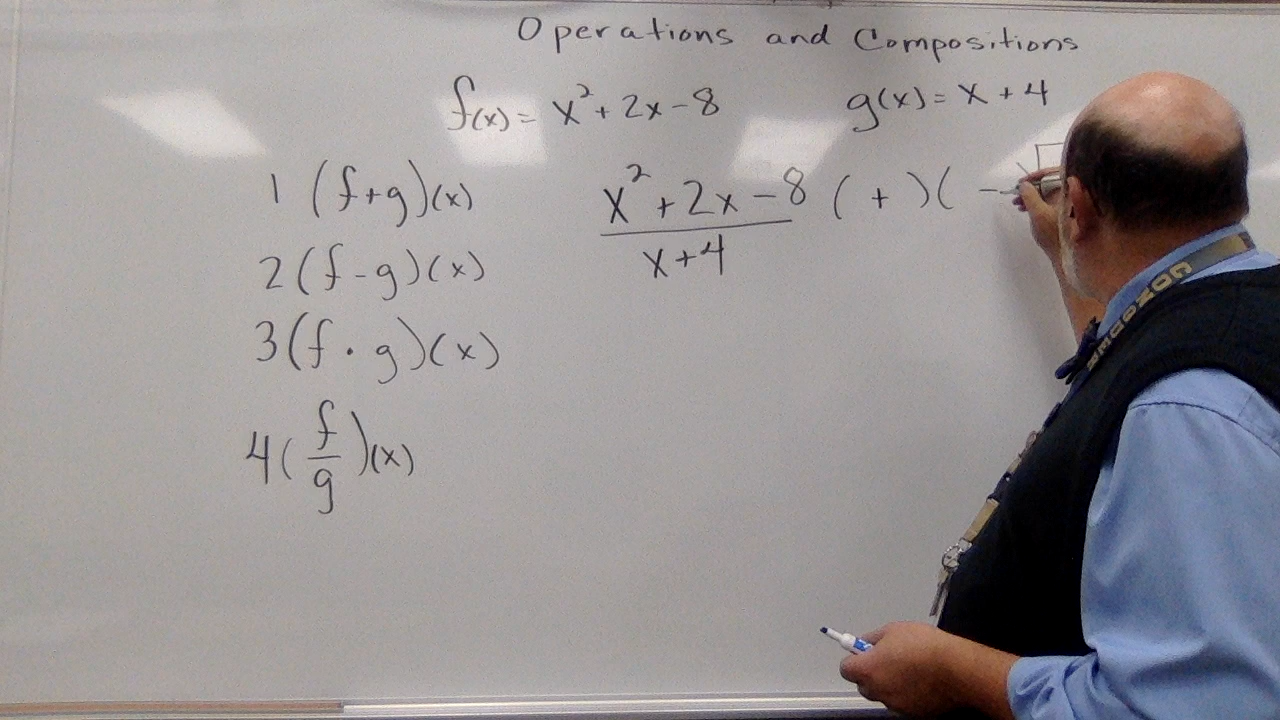 Operations and Compositions
f(x) = x² + 2x - 8 g(x) = x + 4
1 (f+g)(x)
2 (f-g)(x)
3 (f · g)(x)
4 (f/g)(x)
x² + 2x - 8 ( + )( -
x + 4